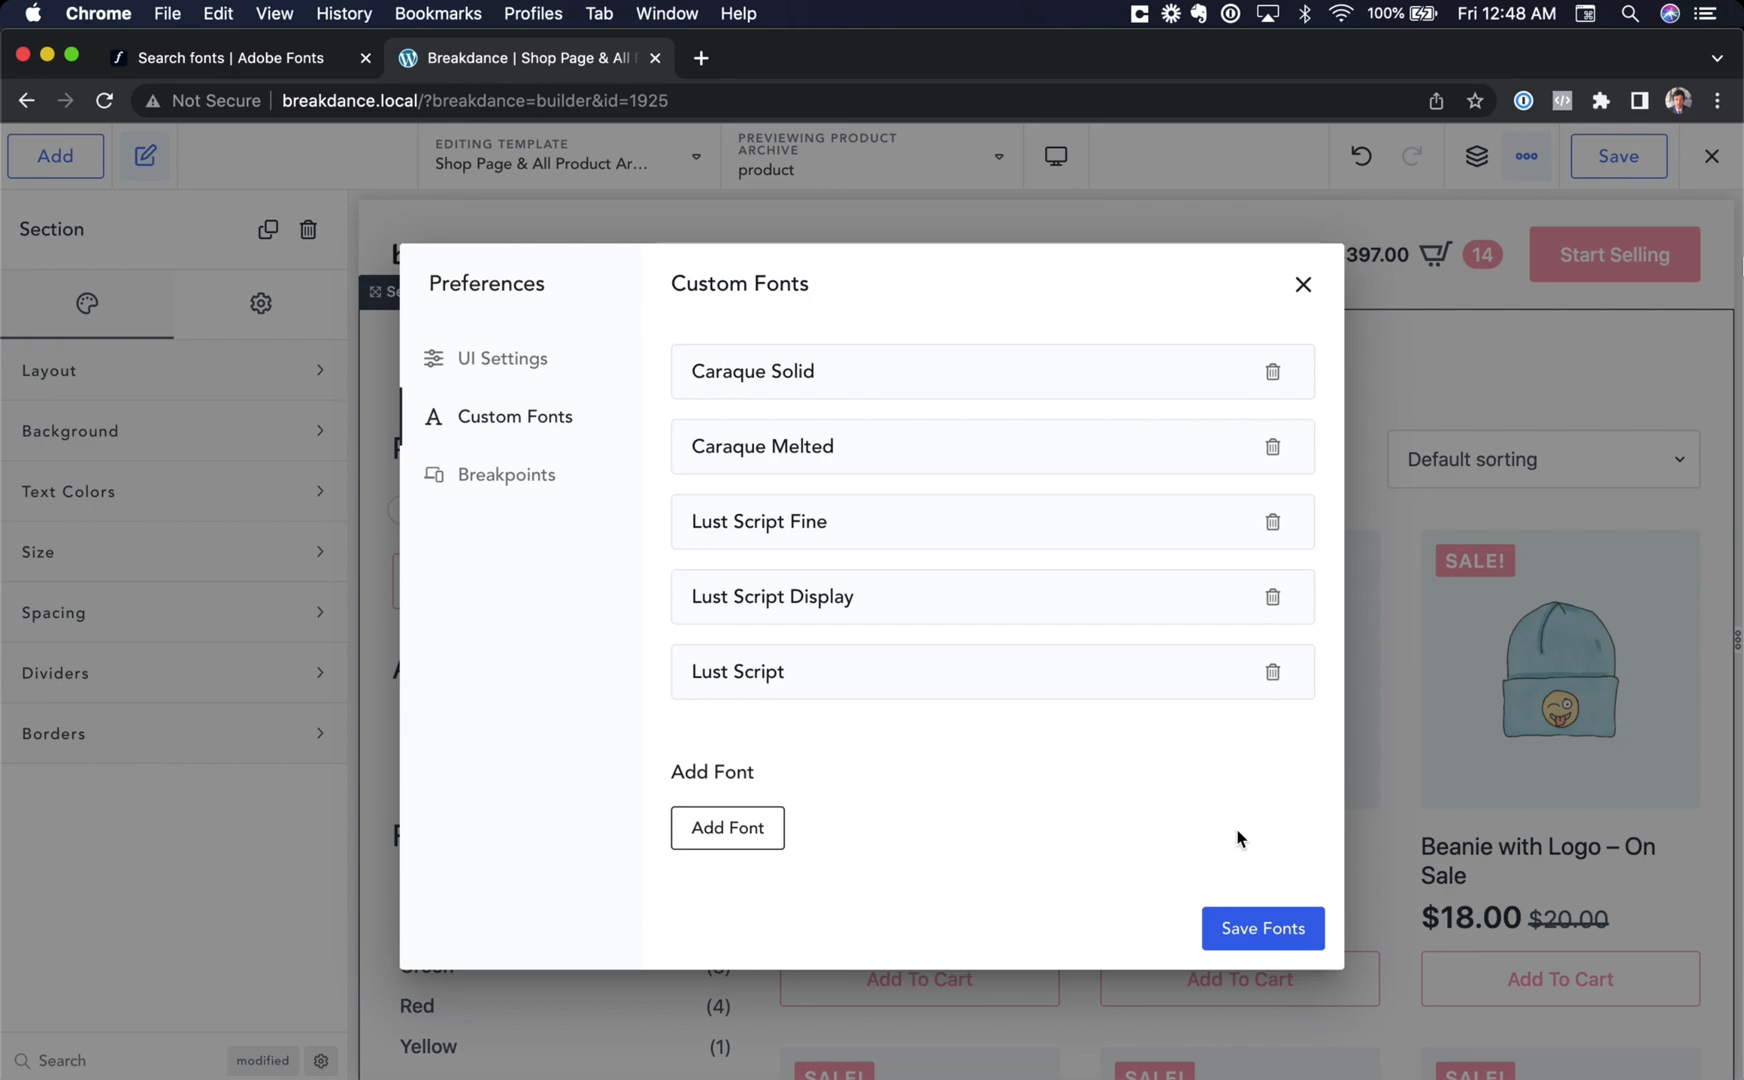 Chrome File Edit View History Bookmarks Profiles Tab Window Help
100% Fri 12:48 AM
Search fonts | Adobe Fonts
Breakdance | Shop Page & All
Not Secure breakdance.local/?breakdance=builder&id=1925
Add
EDITING TEMPLATE
Shop Page & All Product Ar...
PREVIEWING PRODUCT
ARCHIVE
product
Save
Section
Layout
Background
Text Colors
Size
Spacing
Dividers
Borders
Search
modified
Preferences
UI Settings
Custom Fonts
Breakpoints
Custom Fonts
Caraque Solid
Caraque Melted
Lust Script Fine
Lust Script Display
Lust Script
Add Font
Add Font
Save Fonts
397.00
14
Start Selling
Default sorting
SALE!
Beanie with Logo – On
Sale
$18.00 $20.00
Add To Cart
Add To Cart
Add To Cart
Red (4)
Yellow (1)
SALE!
SALE!
SALE!